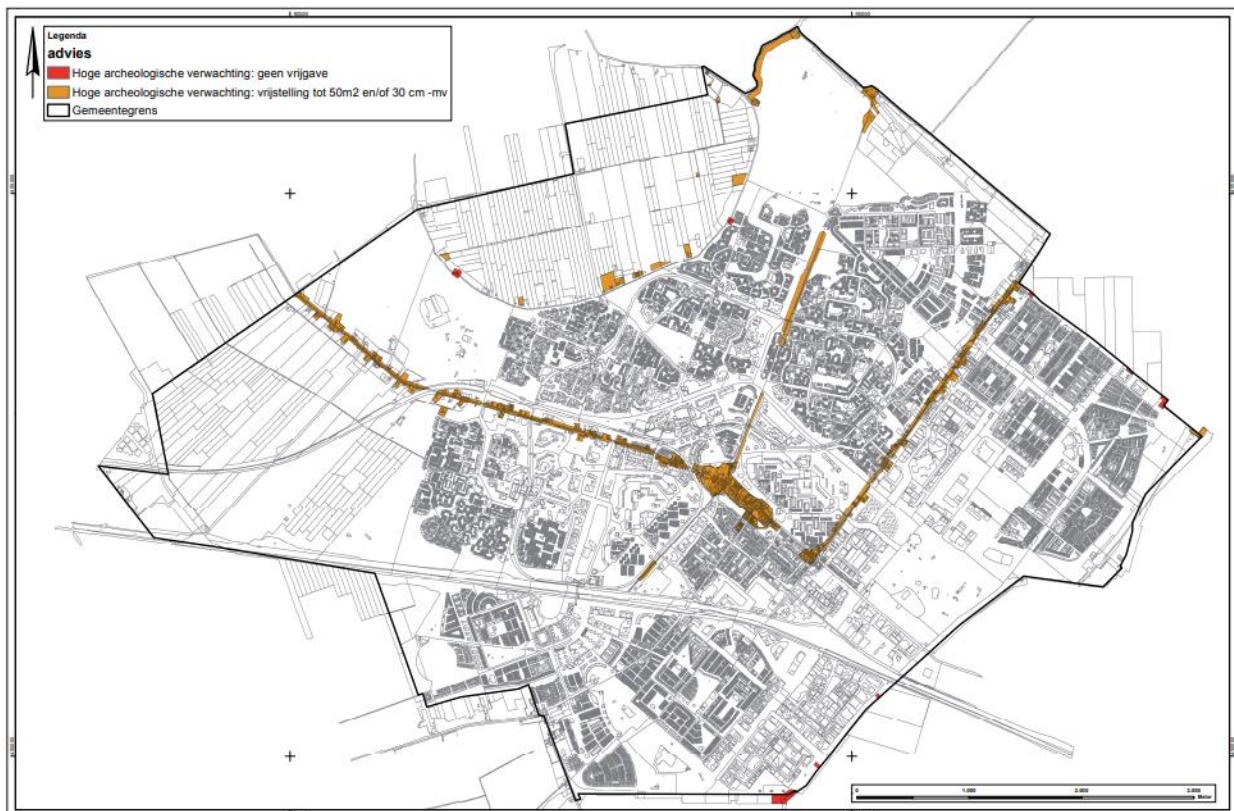 Legenda
advies
Hoge archeologische verwachting: geen vrijgave
Hoge archeologische verwachting: vrijstelling tot 50m2 en/of 30 cm -mv
Gemeentegrens
0 1.000 2.000 3.000
Meter